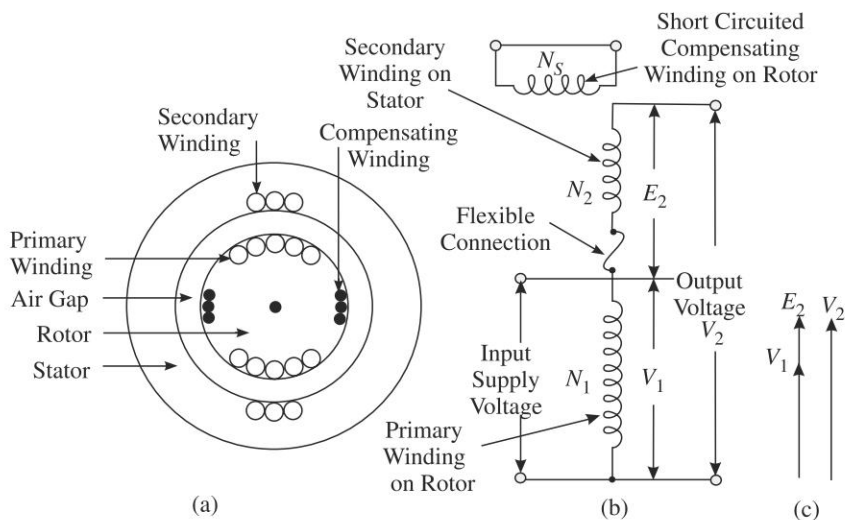 Secondary
Winding
Compensating
Winding
Primary
Winding
Air Gap
Rotor
Stator
(a)
Secondary
Winding on
Stator
N_S
Short Circuited
Compensating
Winding on Rotor
N_2
E_2
Flexible
Connection
Output
Voltage
V_2
Input
Supply
Voltage
N_1
V_1
Primary
Winding
on Rotor
(b)
E_2
V_2
V_1
(c)